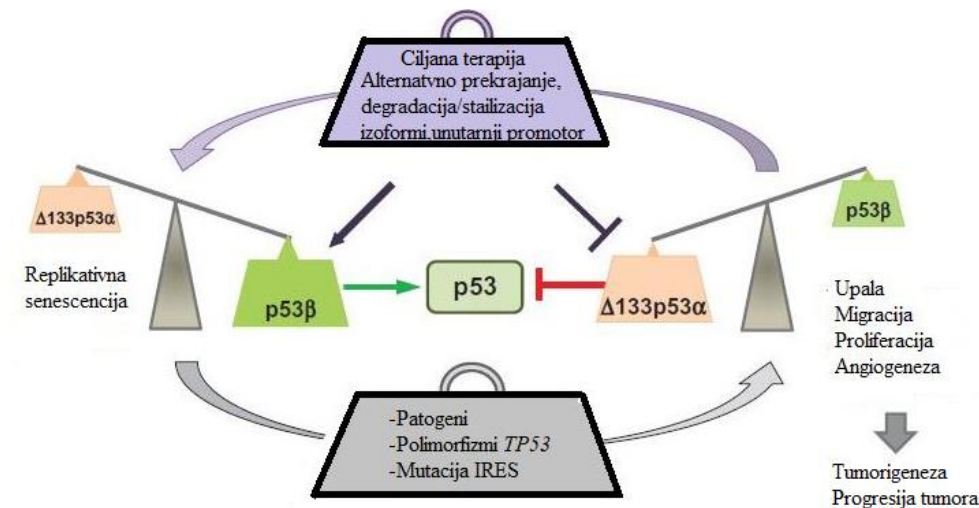 Ciljana terapija
Alternatvno prekrajanje,
degradacija/stailizacija
izoformi,unutarnji promotor
Δ133p53α
Replikativna
senescencija
p53β
p53
Δ133p53α
p53β
Upala
Migracija
Proliferacija
Angiogeneza
Tumorigeneza
Progresija tumora
-Patogeni
-Polimorfizmi TP53
-Mutacija IRES